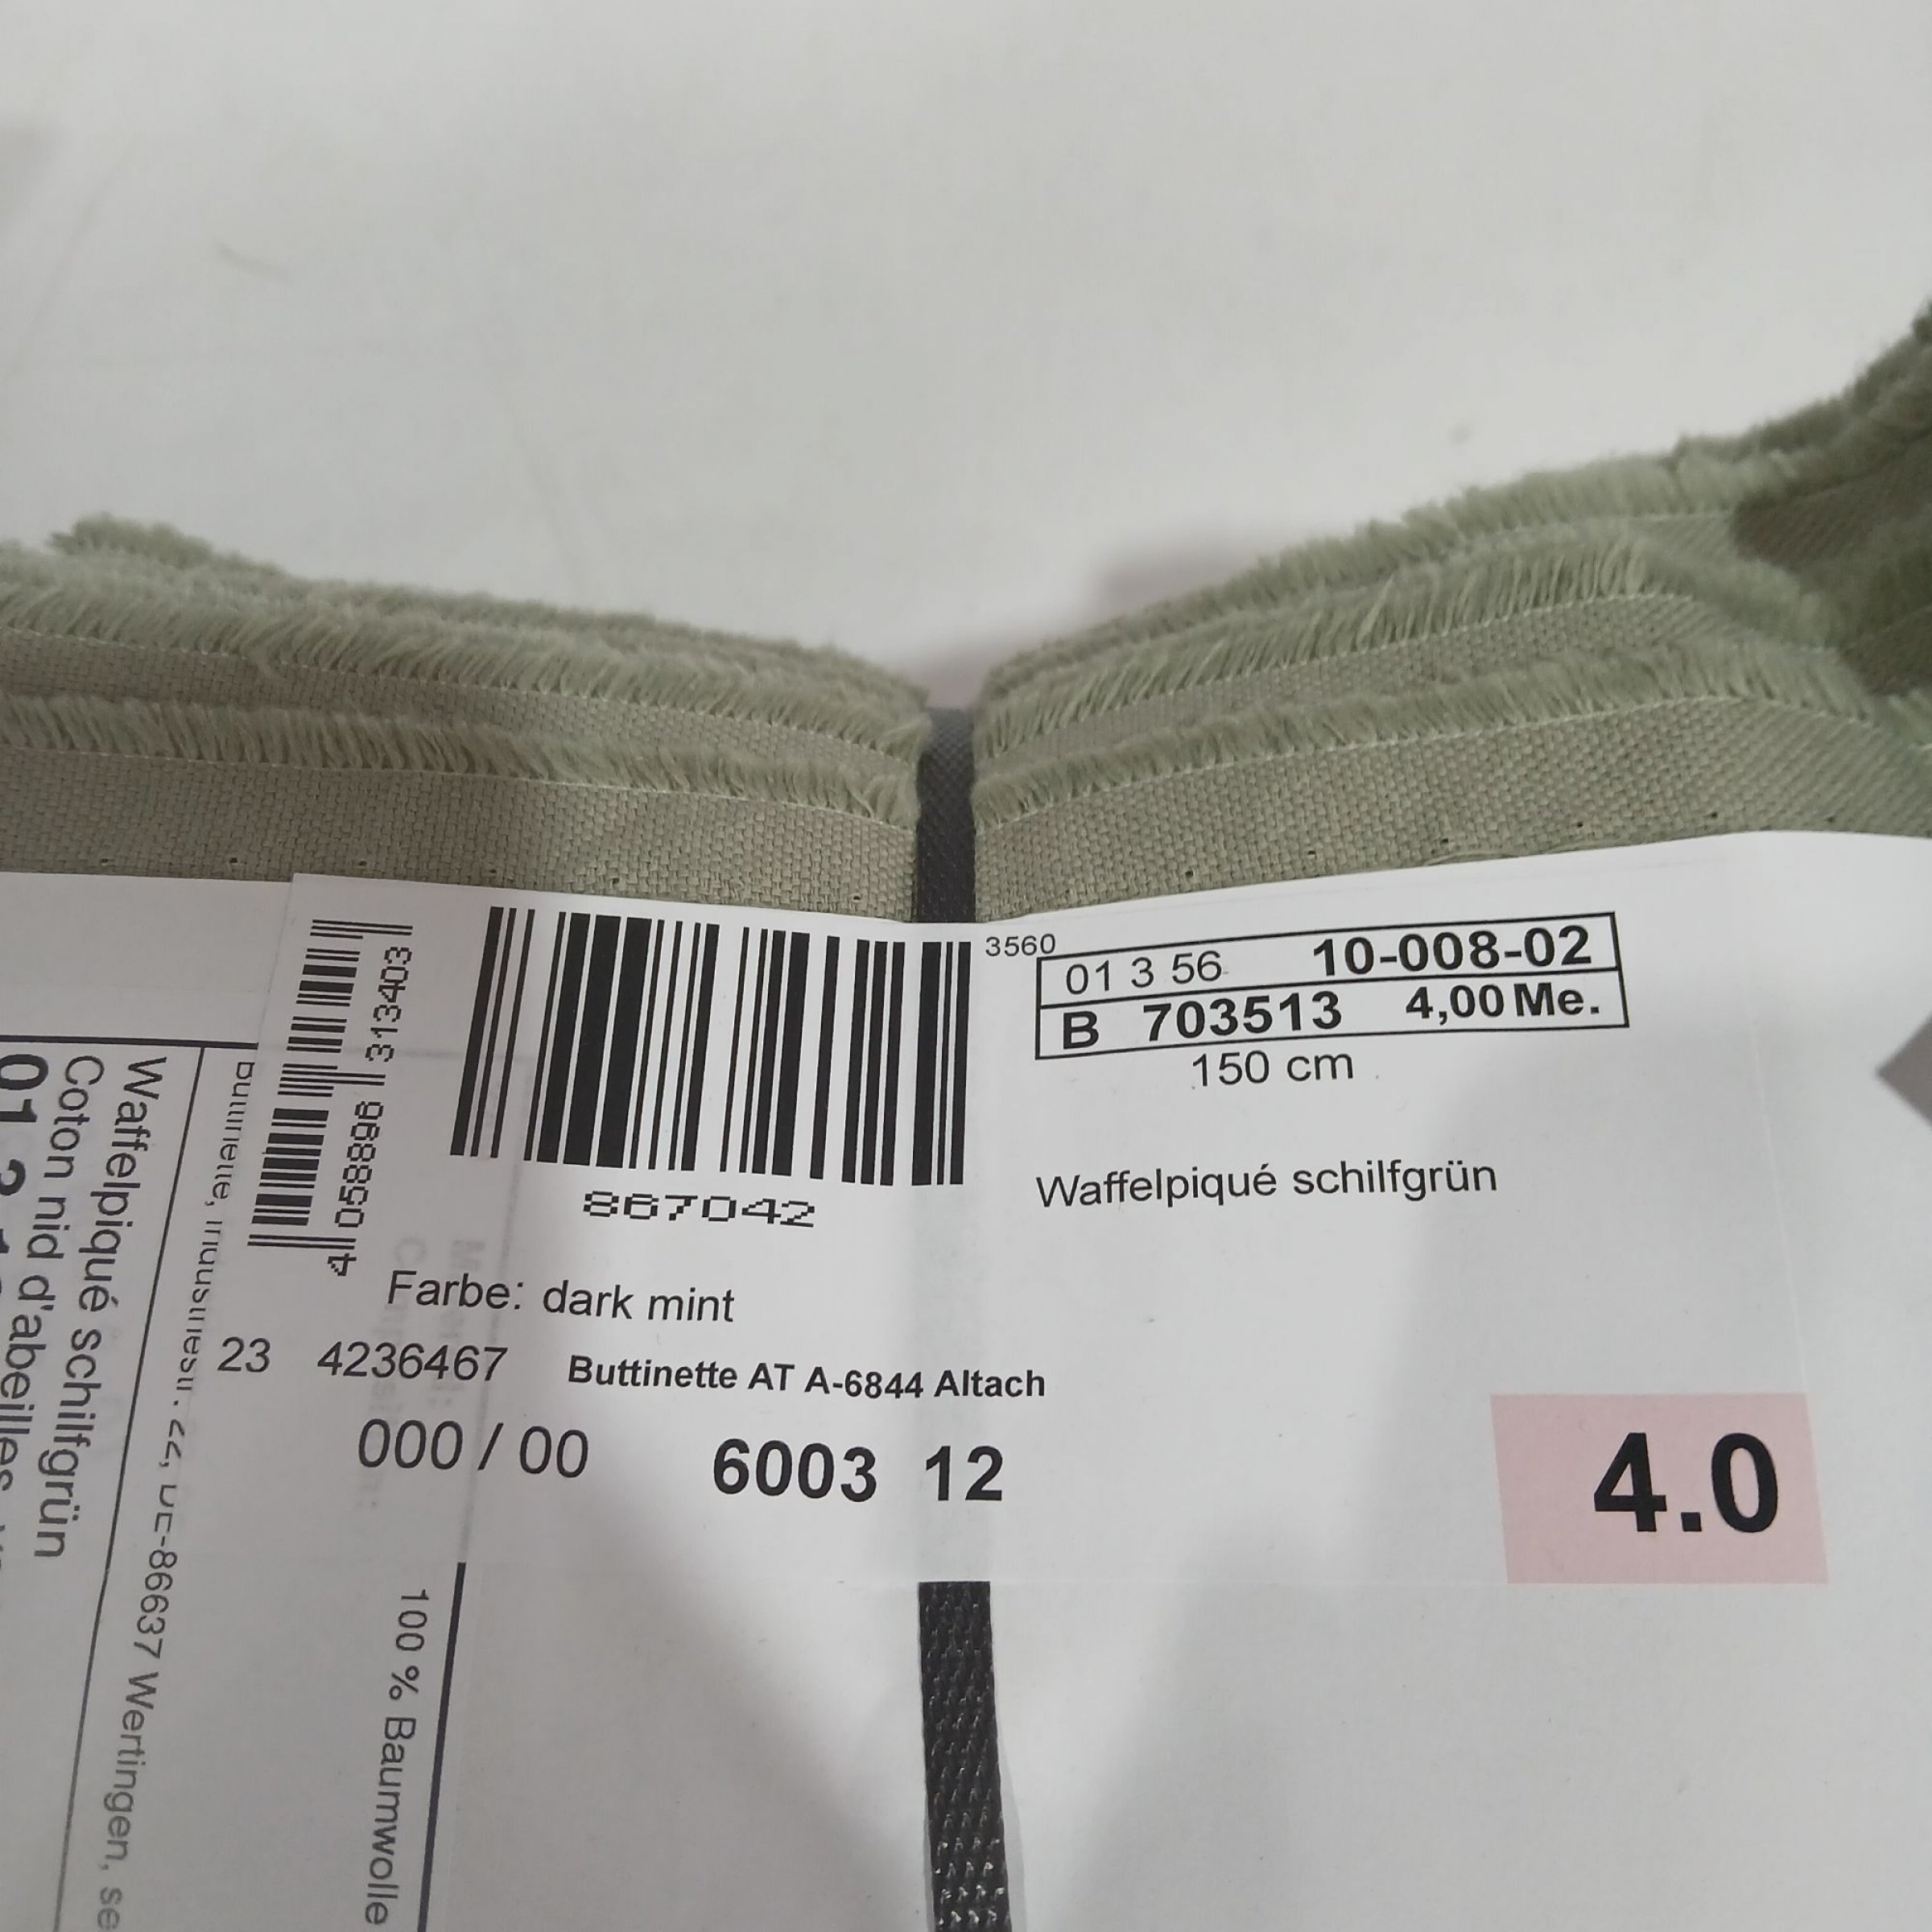 3560
01 3 56 10-008-02
B 703513 4,00 Me.
150 cm
Waffelpiqué schilfgrün
867042
4 058896 313403
Farbe: dark mint
23 4236467 Buttinette AT A-6844 Altach
000 / 00 6003 12
4.0
DE-86637 Wertingen,
Waffelpiqué schilfgrün
Coton nid d'abeilles
01 3
100 % Baumwolle